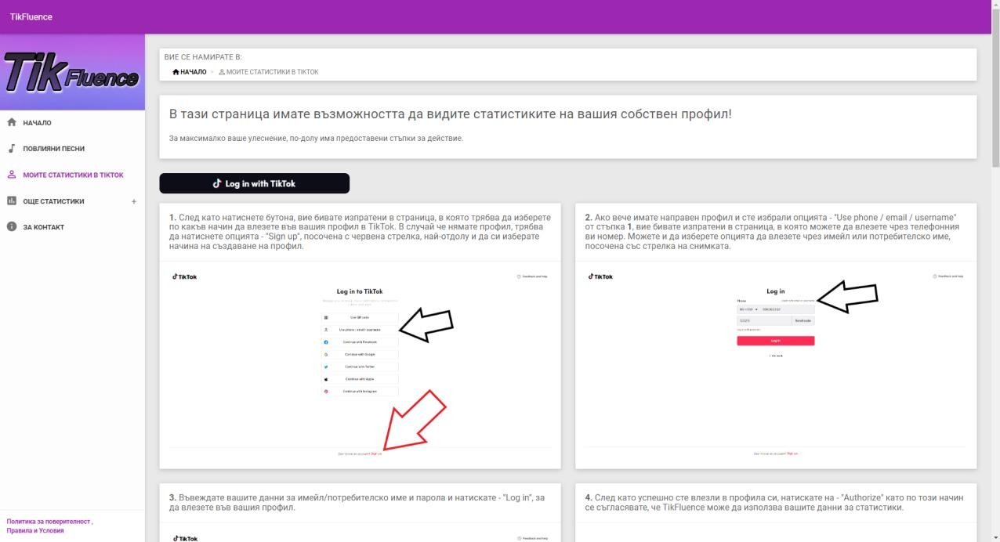 TikFluence
TikFluence
НАЧАЛО
ПОВЛИЯНИ ПЕСНИ
МОИТЕ СТАТИСТИКИ В TIKTOK
ОЩЕ СТАТИСТИКИ +
ЗА КОНТАКТ
Политика за поверителност ,
Правила и Условия
ВИЕ СЕ НАМИРАТЕ В:
НАЧАЛО > МОИТЕ СТАТИСТИКИ В TIKTOK
В тази страница имате възможността да видите статистиките на вашия собствен профил!
За максималко ваше улеснение, по-долу има предоставени стъпки за действие.
Log in with TikTok
1. След като натиснете бутона, вие бивате изпратени в страница, в която трябва да изберете
по какъв начин да влезете във вашия профил в TikTok. В случай че нямате профил, трябва
да натиснете опцията - "Sign up", посочена с червена стрелка, най-отдолу и да си изберате
начина на създаване на профил.
TikTok
Feedback and help
Log in to TikTok
Use QR code
Use phone / email / username
Continue with Facebook
Continue with Google
Continue with Twitter
Continue with Apple
Continue with Instagram
Don't have an account? Sign up
2. Ако вече имате направен профил и сте избрали опцията - "Use phone / email / username"
от стъпка 1, вие бивате изпратени в страница, в която можете да влезете чрез телефонния
ви номер. Можете и да изберете опцията да влезете чрез имейл или потребителско име,
посочена със стрелка на снимката.
TikTok
Feedback and help
Log in
Phone
Send code
Log in
Don't have an account? Sign up
3. Въвеждате вашите данни за имейл/потребителско име и парола и натискате - "Log in", за
да влезете във вашия профил.
TikTok
Feedback and help
4. След като успешно сте влезли в профила си, натискате на - "Authorize" като по този начин
се съгласявате, че TikFluence може да използва вашите данни за статистики.